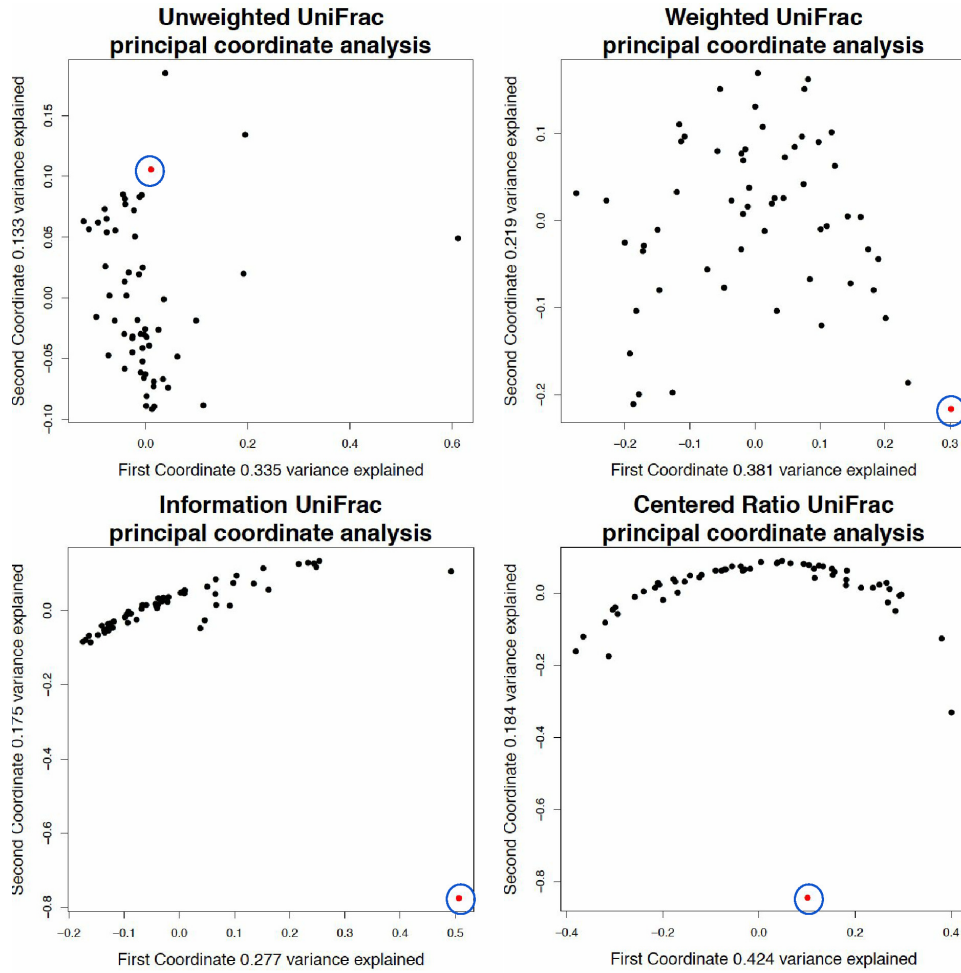 Unweighted UniFrac
principal coordinate analysis
Second Coordinate 0.133 variance explained
0.15
0.10
0.05
0.00
−0.05
−0.10
0.0
0.2
0.4
0.6
First Coordinate 0.335 variance explained
Weighted UniFrac
principal coordinate analysis
Second Coordinate 0.219 variance explained
0.1
0.0
−0.1
−0.2
−0.2
−0.1
0.0
0.1
0.2
0.3
First Coordinate 0.381 variance explained
Information UniFrac
principal coordinate analysis
Second Coordinate 0.175 variance explained
0.0
−0.2
−0.4
−0.6
−0.8
−0.2
−0.1
0.0
0.1
0.2
0.3
0.4
0.5
First Coordinate 0.277 variance explained
Centered Ratio UniFrac
principal coordinate analysis
Second Coordinate 0.184 variance explained
0.0
−0.2
−0.4
−0.6
−0.8
−0.4
−0.2
0.0
0.2
0.4
First Coordinate 0.424 variance explained